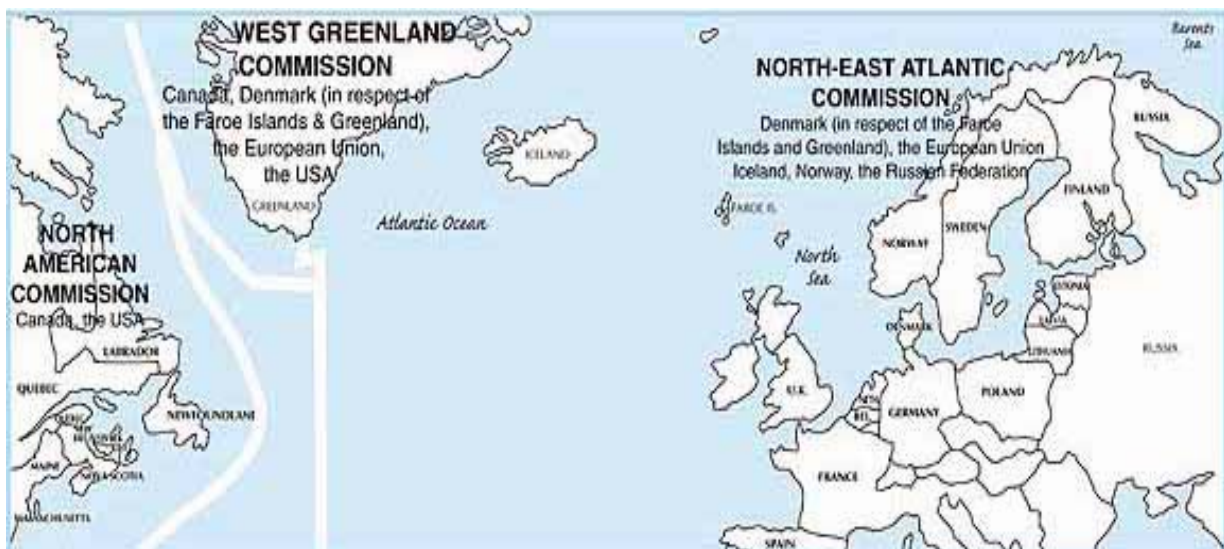 WEST GREENLAND
COMMISSION
Canada, Denmark (in respect of
the Faroe Islands & Greenland),
the European Union,
the USA
GREENLAND
NORTH
AMERICAN
COMMISSION
Canada, the USA
LABRADOR
QUEBEC
NEWFOUNDLAND
MAINE
NOVA SCOTIA
MASSACHUSETTS
Atlantic Ocean
ICELAND
NORTH-EAST ATLANTIC
COMMISSION
Denmark (in respect of the Faroe
Islands and Greenland), the European Union
Iceland, Norway, the Russian Federation
Barents
Sea
RUSSIA
FAROE IS.
North
Sea
NORWAY
SWEDEN
FINLAND
ESTONIA
LATVIA
LITHUANIA
RUSSIA
DENMARK
U.K.
NETH
BEL.
GERMANY
POLAND
FRANCE
SPAIN